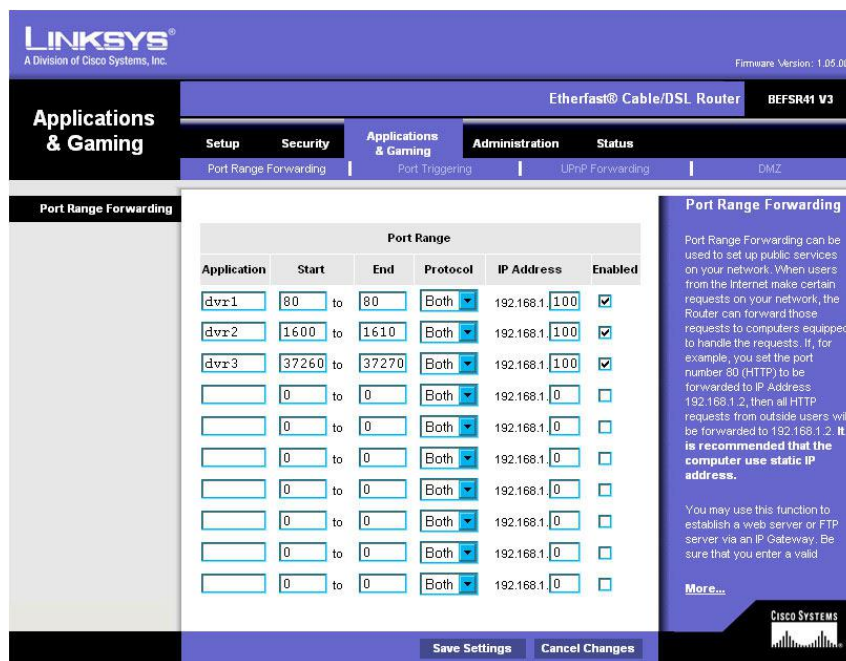 LINKSYS®
A Division of Cisco Systems, Inc.
Firmware Version: 1.05.00
Etherfast® Cable/DSL Router BEFSR41 V3
Applications & Gaming
Setup Security Applications & Gaming Administration Status
Port Range Forwarding Port Triggering UPnP Forwarding DMZ
Port Range Forwarding
Port Range
Application Start End Protocol IP Address Enabled
dvr1 80 to 80 Both 192.168.1. 100
dvr2 1600 to 1610 Both 192.168.1. 100
dvr3 37260 to 37270 Both 192.168.1. 100
0 to 0 Both 192.168.1. 0
0 to 0 Both 192.168.1. 0
0 to 0 Both 192.168.1. 0
0 to 0 Both 192.168.1. 0
0 to 0 Both 192.168.1. 0
0 to 0 Both 192.168.1. 0
0 to 0 Both 192.168.1. 0
Port Range Forwarding
Port Range Forwarding can be
used to set up public services
on your network. When users
from the Internet make certain
requests on your network, the
Router can forward those
requests to computers equipped
to handle the requests. If, for
example, you set the port
number 80 (HTTP) to be
forwarded to IP Address
192.168.1.2, then all HTTP
requests from outside users wil
be forwarded to 192.168.1.2. It
is recommended that the
computer use static IP
address.
You may use this function to
establish a web server or FTP
server via an IP Gateway. Be
sure that you enter a valid
More...
Save Settings Cancel Changes
CISCO SYSTEMS